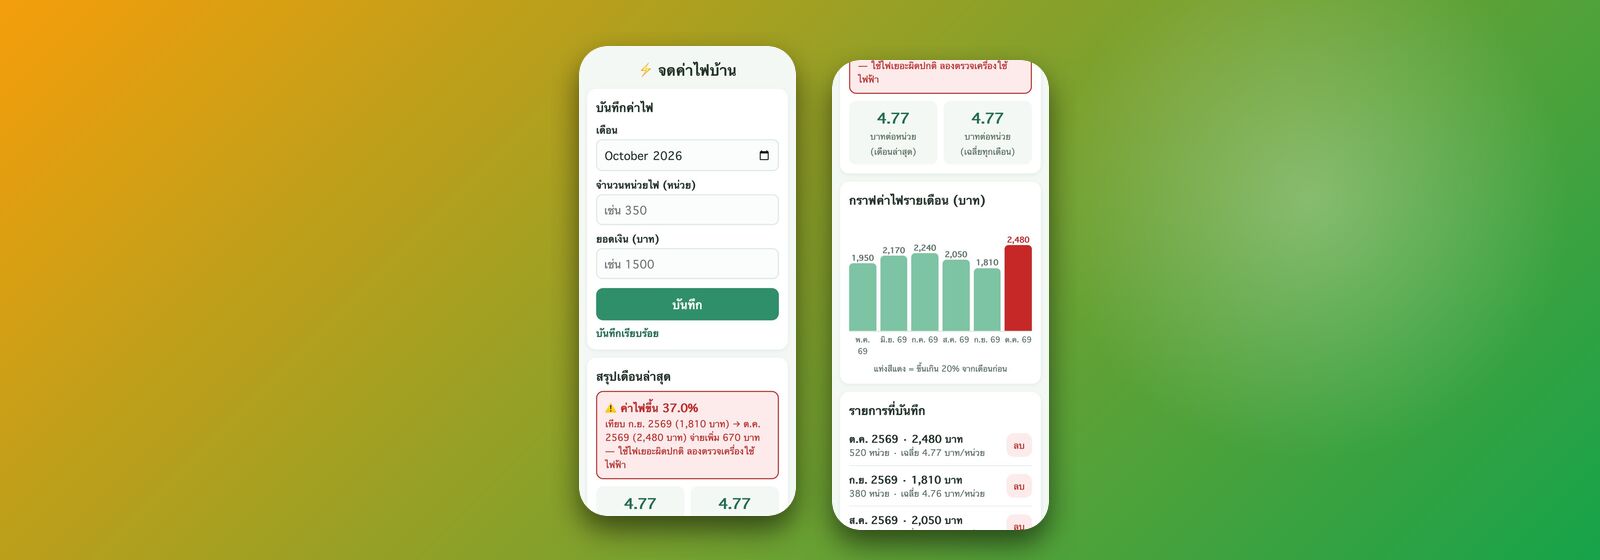 ⚡ จดค่าไฟบ้าน
บันทึกค่าไฟ
เดือน
October 2026
จำนวนหน่วยไฟ (หน่วย)
เช่น 350
ยอดเงิน (บาท)
เช่น 1500
บันทึก
บันทึกเรียบร้อย
สรุปเดือนล่าสุด
⚠️ ค่าไฟขึ้น 37.0%
เทียบ ก.ย. 2569 (1,810 บาท) → ต.ค.
2569 (2,480 บาท) จ่ายเพิ่ม 670 บาท
— ใช้ไฟเยอะผิดปกติ ลองตรวจเครื่องใช้
ไฟฟ้า
4.77 4.77
— ใช้ไฟเยอะผิดปกติ ลองตรวจเครื่องใช้
ไฟฟ้า
4.77 4.77
บาทต่อหน่วย บาทต่อหน่วย
(เดือนล่าสุด) (เฉลี่ยทุกเดือน)
กราฟค่าไฟรายเดือน (บาท)
1,950 2,170 2,240 2,050 1,810 2,480
พ.ค. มิ.ย. 69 ก.ค. 69 ส.ค. 69 ก.ย. 69 ต.ค. 69
69
แท่งสีแดง = ขึ้นเกิน 20% จากเดือนก่อน
รายการที่บันทึก
ต.ค. 2569 · 2,480 บาท
520 หน่วย · เฉลี่ย 4.77 บาท/หน่วย
ลบ
ก.ย. 2569 · 1,810 บาท
380 หน่วย · เฉลี่ย 4.76 บาท/หน่วย
ลบ
ส.ค. 2569 · 2,050 บาท
ลบ